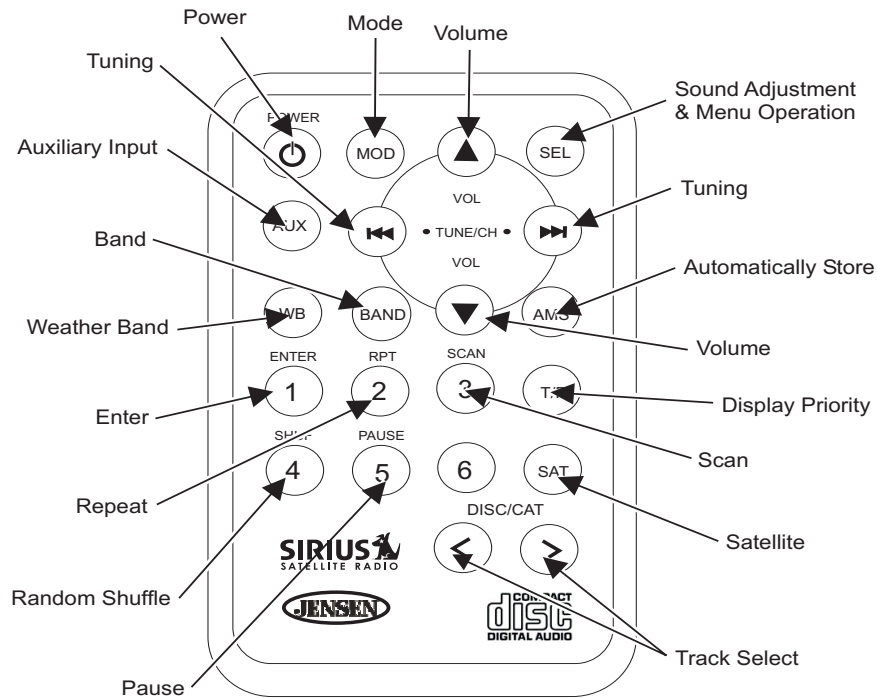 Power
Mode
Volume
Tuning
Sound Adjustment
& Menu Operation
POWER
MOD
SEL
Auxiliary Input
VOL
Tuning
AUX
• TUNE/CH •
Band
VOL
Automatically Store
Weather Band
WB
BAND
AMS
Volume
ENTER
RPT
SCAN
1
2
3
Enter
Display Priority
PAUSE
4
5
6
SAT
Scan
Repeat
DISC/CAT
< >
Satellite
SIRIUS
SATELLITE RADIO
Random Shuffle
JENSEN
COMPACT
disc
DIGITAL AUDIO
Track Select
Pause